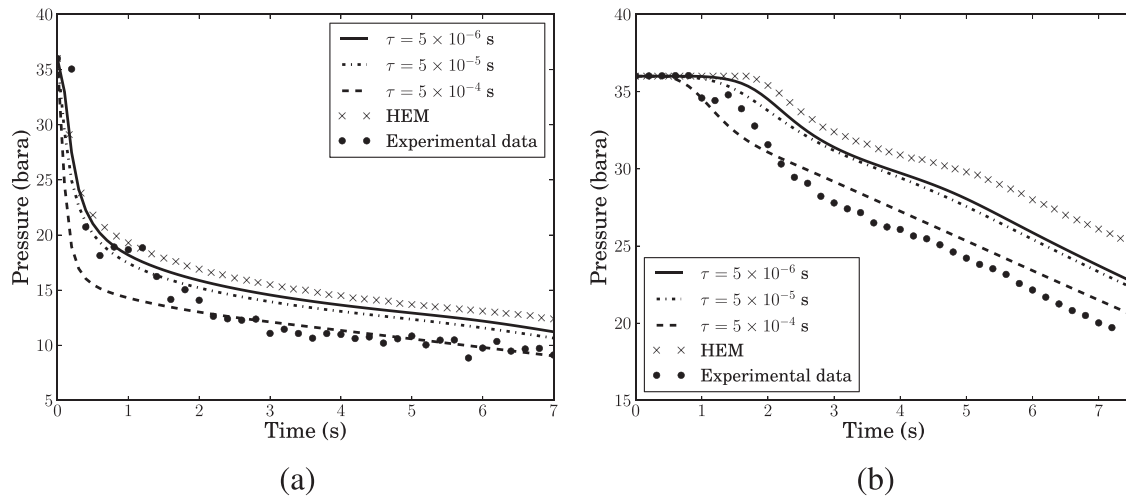 40
35
30
25
20
15
10
5
0 1 2 3 4 5 6 7
Pressure (bara)
Time (s)
τ = 5 × 10⁻⁶ s
τ = 5 × 10⁻⁵ s
τ = 5 × 10⁻⁴ s
HEM
Experimental data
(a)
40
35
30
25
20
15
0 1 2 3 4 5 6 7
Pressure (bara)
Time (s)
τ = 5 × 10⁻⁶ s
τ = 5 × 10⁻⁵ s
τ = 5 × 10⁻⁴ s
HEM
Experimental data
(b)